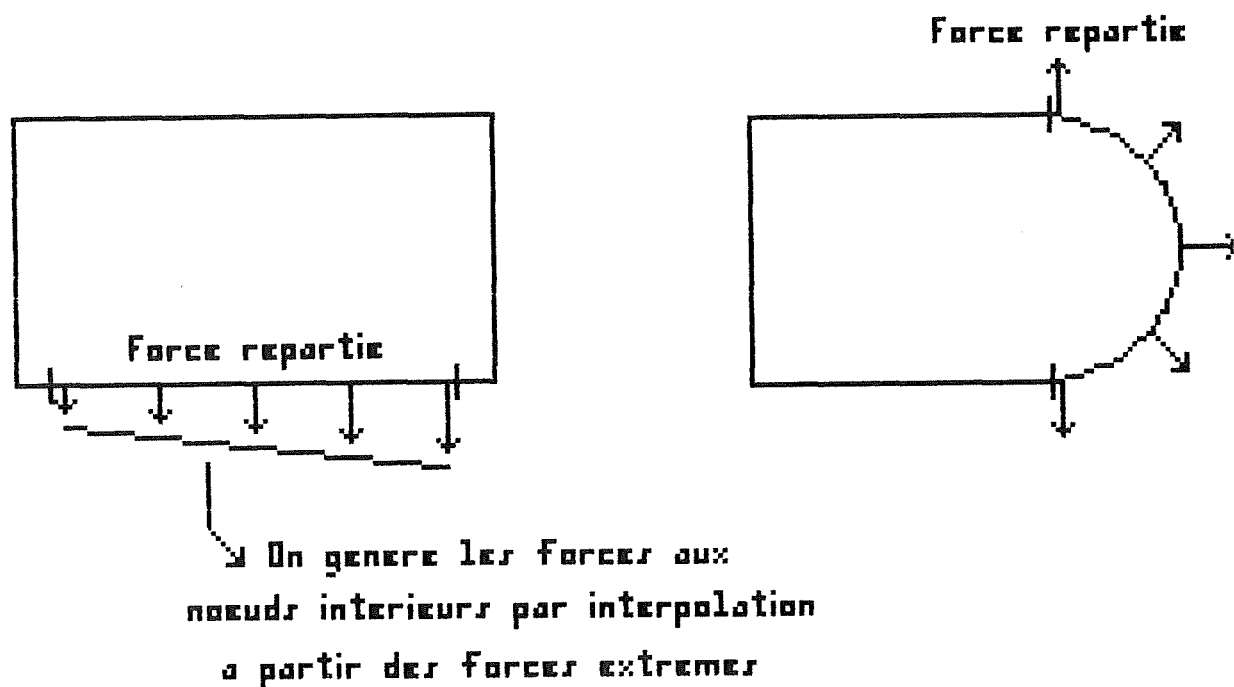 Force repartie
Force repartie
On genere les forces aux
noeuds interieurs par interpolation
a partir des forces extremes